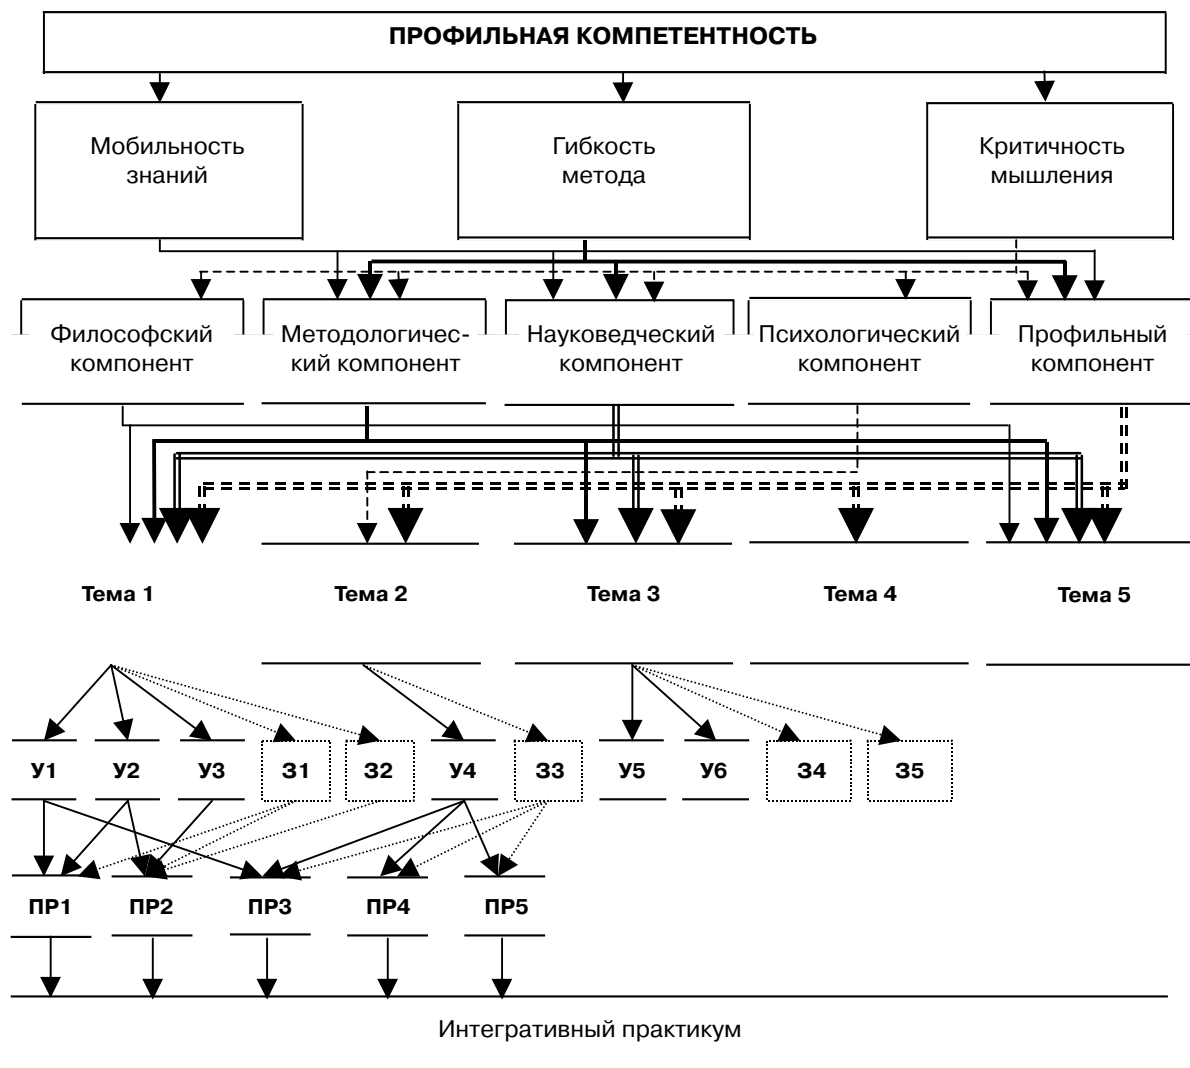 ПРОФИЛЬНАЯ КОМПЕТЕНТНОСТЬ
Мобильность
знаний
Гибкость
метода
Критичность
мышления
Философский
компонент
Методологичес-
кий компонент
Науковедческий
компонент
Психологический
компонент
Профильный
компонент
Тема 1
Тема 2
Тема 3
Тема 4
Тема 5
У1
У2
У3
З1
З2
У4
З3
У5
У6
З4
З5
ПР1
ПР2
ПР3
ПР4
ПР5
Интегративный практикум